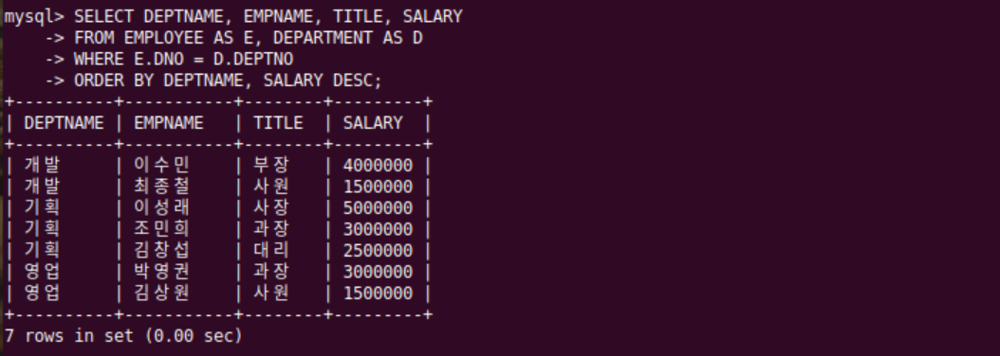 mysql> SELECT DEPTNAME, EMPNAME, TITLE, SALARY
    -> FROM EMPLOYEE AS E, DEPARTMENT AS D
    -> WHERE E.DNO = D.DEPTNO
    -> ORDER BY DEPTNAME, SALARY DESC;
+----------+-----------+--------+---------+
| DEPTNAME | EMPNAME   | TITLE  | SALARY  |
+----------+-----------+--------+---------+
| 개발     | 이수민    | 부장   | 4000000 |
| 개발     | 최종철    | 사원   | 1500000 |
| 기획     | 이성래    | 사장   | 5000000 |
| 기획     | 조민희    | 과장   | 3000000 |
| 기획     | 김창섭    | 대리   | 2500000 |
| 영업     | 박영권    | 과장   | 3000000 |
| 영업     | 김상원    | 사원   | 1500000 |
+----------+-----------+--------+---------+
7 rows in set (0.00 sec)